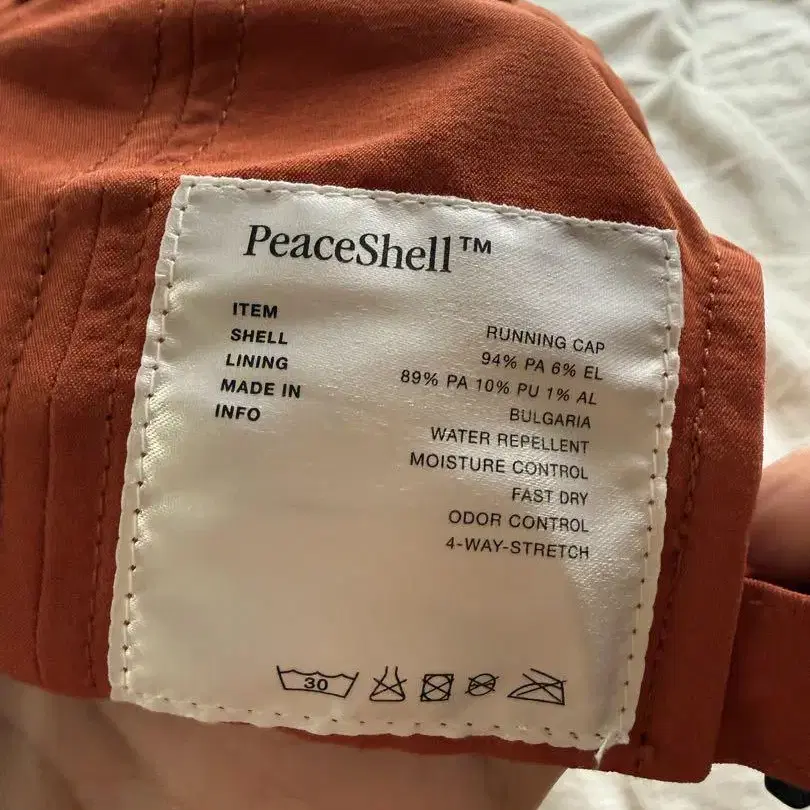 PeaceShell™
ITEM RUNNING CAP
SHELL 94% PA 6% EL
LINING 89% PA 10% PU 1% AL
MADE IN BULGARIA
INFO WATER REPELLENT
MOISTURE CONTROL
FAST DRY
ODOR CONTROL
4-WAY-STRETCH
30